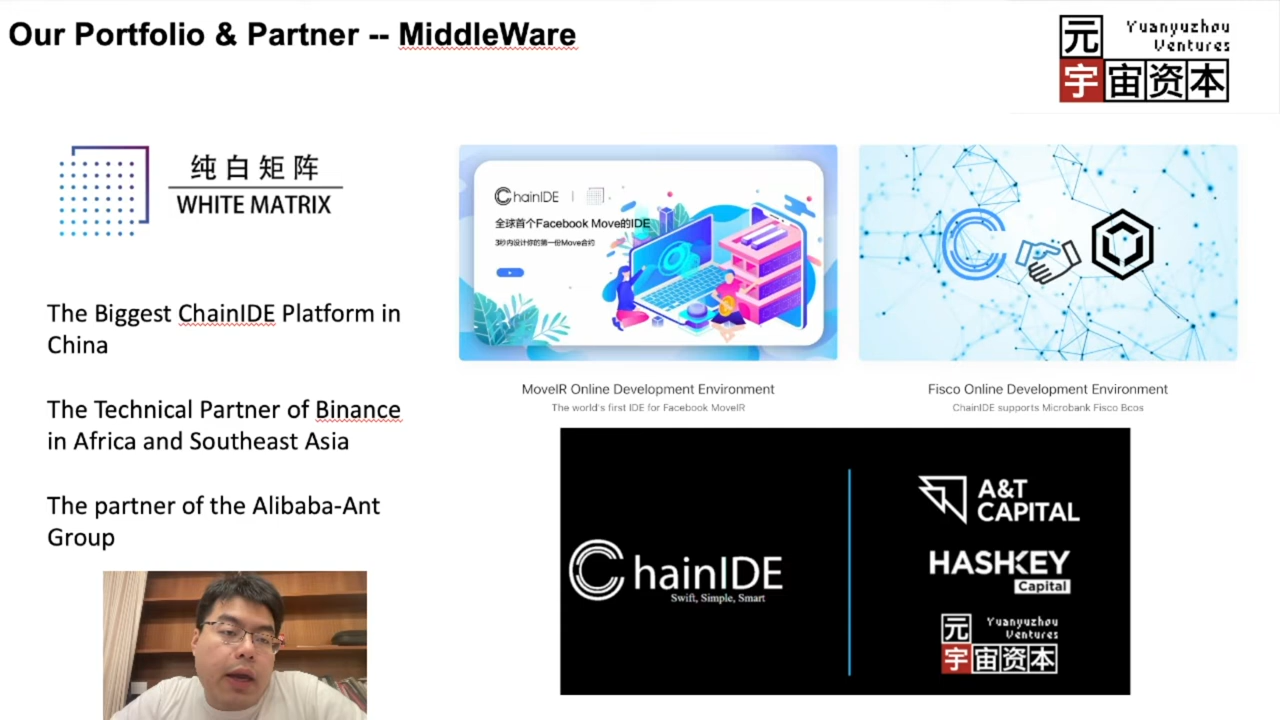 Our Portfolio & Partner -- MiddleWare
元 Yuanyuzhou
Ventures
宇宙资本
纯白矩阵
WHITE MATRIX
The Biggest ChainIDE Platform in
China
The Technical Partner of Binance
in Africa and Southeast Asia
The partner of the Alibaba-Ant
Group
ChainIDE
全球首个Facebook Move的IDE
3秒内设计你的第一份Move合约
MoveIR Online Development Environment
The world's first IDE for Facebook MoveIR
Fisco Online Development Environment
ChainIDE supports Microbank Fisco Bcos
ChainIDE
Swift, Simple, Smart
A&T
CAPITAL
HASHKEY
Capital
元 Yuanyuzhou
Ventures
宇宙资本